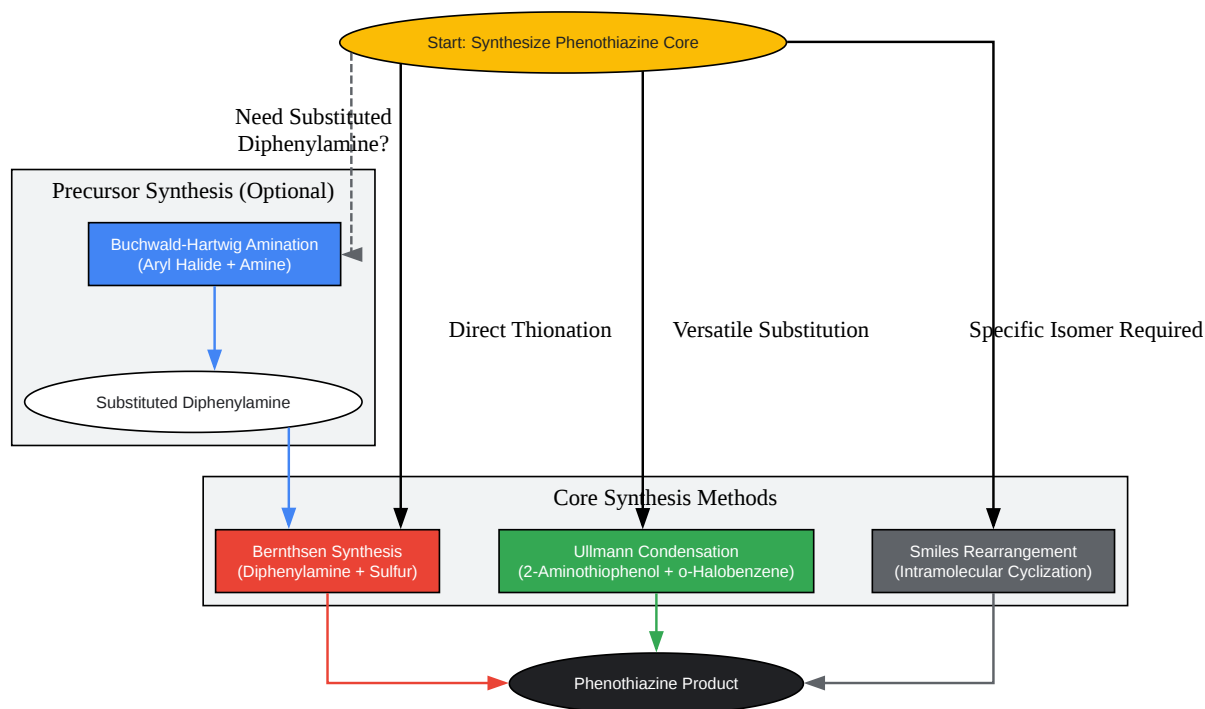 Start: Synthesize Phenothiazine Core
Need Substituted
Diphenylamine?
Precursor Synthesis (Optional)
Buchwald-Hartwig Amination
(Aryl Halide + Amine)
Direct Thionation
Versatile Substitution
Specific Isomer Required
Substituted Diphenylamine
Core Synthesis Methods
Bernthsen Synthesis
(Diphenylamine + Sulfur)
Ullmann Condensation
(2-Aminothiophenol + o-Halobenzene)
Smiles Rearrangement
(Intramolecular Cyclization)
Phenothiazine Product